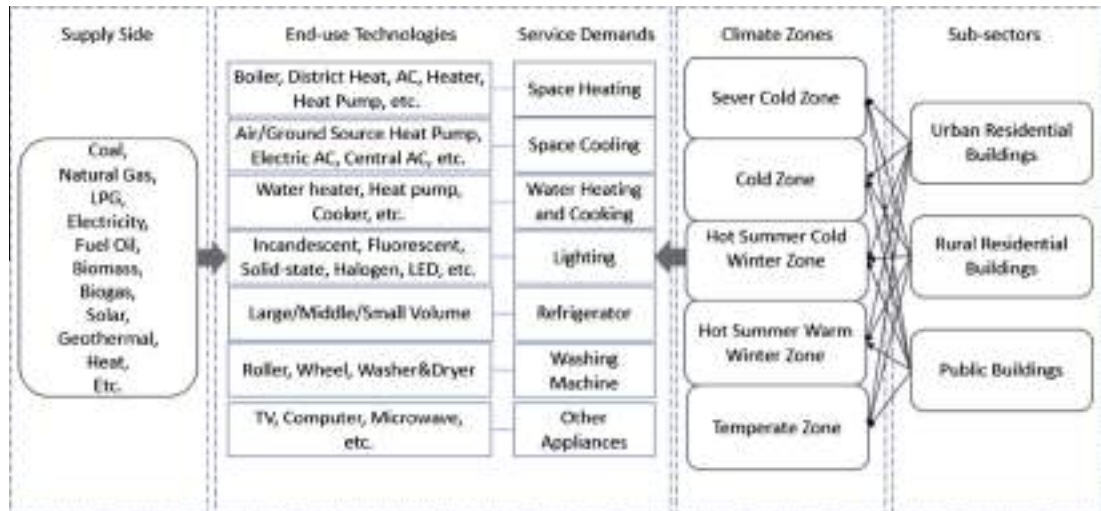 Supply Side
End-use Technologies
Service Demands
Climate Zones
Sub-sectors
Coal,
Natural Gas,
LPG,
Electricity,
Fuel Oil,
Biomass,
Biogas,
Solar,
Geothermal,
Heat,
Etc.
Boiler, District Heat, AC, Heater,
Heat Pump, etc.
Space Heating
Air/Ground Source Heat Pump,
Electric AC, Central AC, etc.
Space Cooling
Water heater, Heat pump,
Cooker, etc.
Water Heating
and Cooking
Incandescent, Fluorescent,
Solid-state, Halogen, LED, etc.
Lighting
Large/Middle/Small Volume
Refrigerator
Roller, Wheel, Washer&Dryer
Washing
Machine
TV, Computer, Microwave,
etc.
Other
Appliances
Sever Cold Zone
Cold Zone
Hot Summer Cold
Winter Zone
Hot Summer Warm
Winter Zone
Temperate Zone
Urban Residential
Buildings
Rural Residential
Buildings
Public Buildings